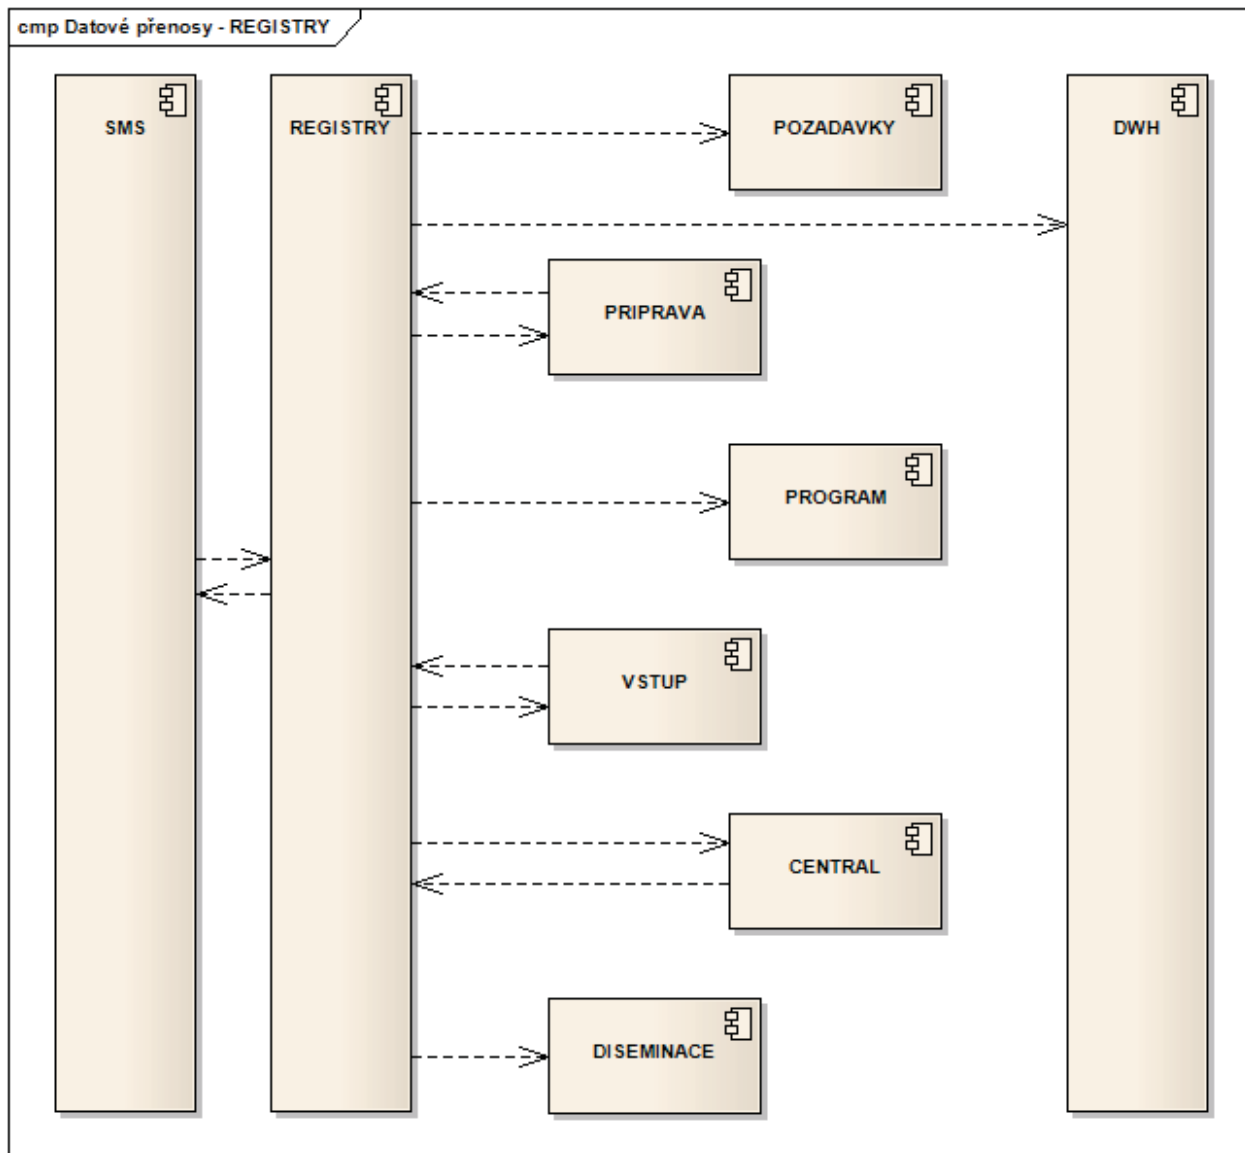 cmp Datové přenosy - REGISTRY
SMS
REGISTRY
POZADAVKY
DWH
PRIPRAVA
PROGRAM
VSTUP
CENTRAL
DISEMINACE